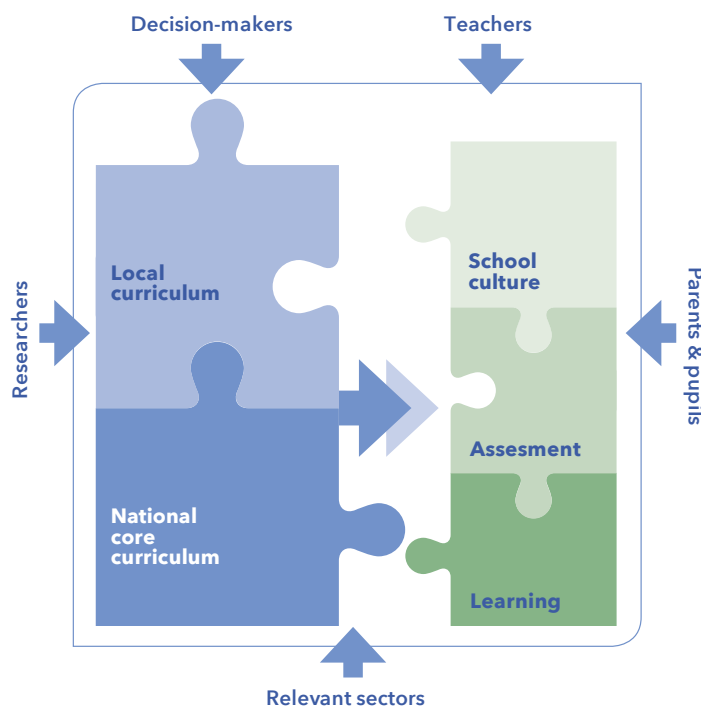 Decision-makers
Teachers
Local
curriculum
School
culture
Researchers
Parents & pupils
Assesment
National
core
curriculum
Learning
Relevant sectors